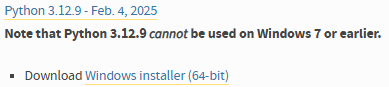 Python 3.12.9 - Feb. 4, 2025
Note that Python 3.12.9 cannot be used on Windows 7 or earlier.
Download Windows installer (64-bit)